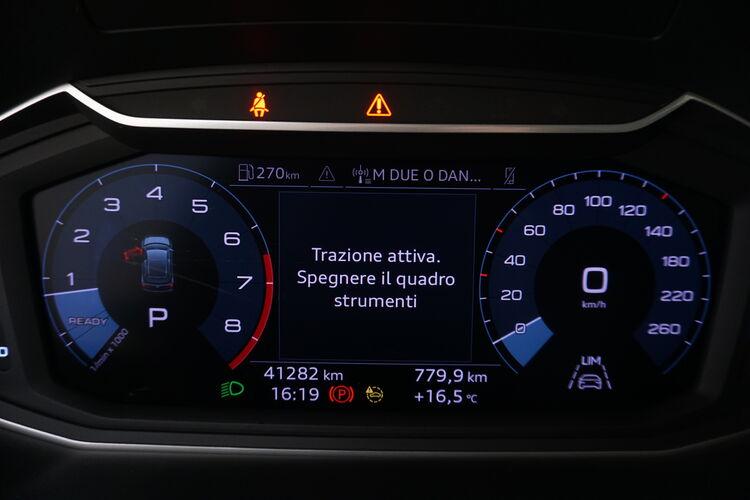 270km M DUE O DAN...
1 2 3 4 5 6 7 8
READY
1/min x 1000
P
Trazione attiva.
Spegnere il quadro
strumenti
0 20 40 60 80 100 120 140 180 220 260
0
km/h
LIM
41282 km
779,9 km
16:19
P
+16,5 °C